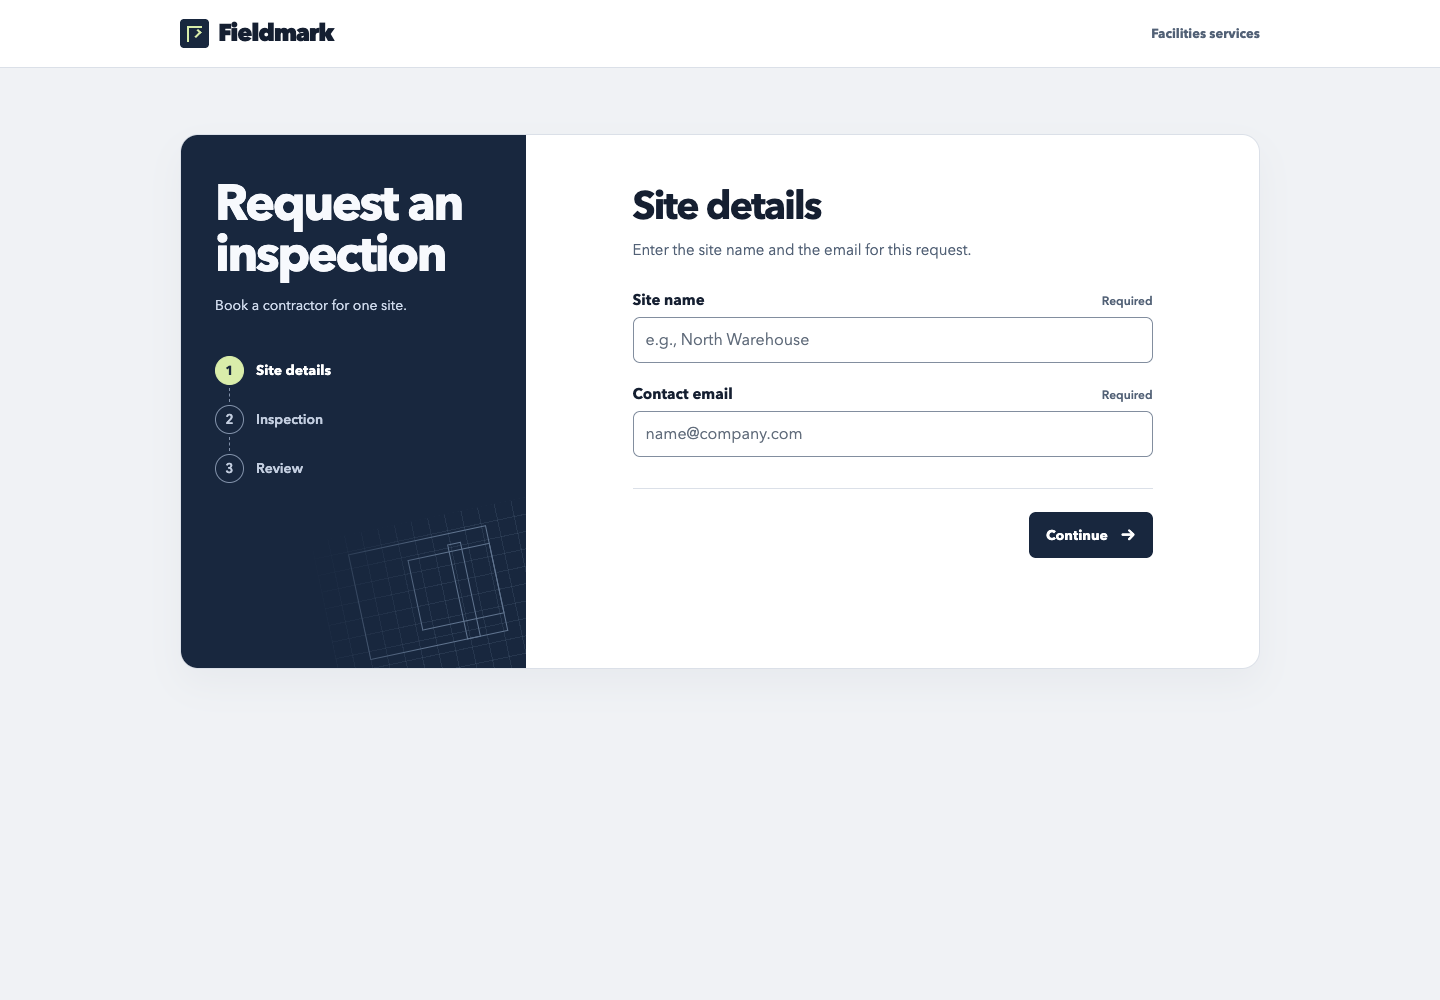 Fieldmark
Facilities services
Request an
inspection
Book a contractor for one site.
1 Site details
2 Inspection
3 Review
Site details
Enter the site name and the email for this request.
Site name Required
e.g., North Warehouse
Contact email Required
name@company.com
Continue →